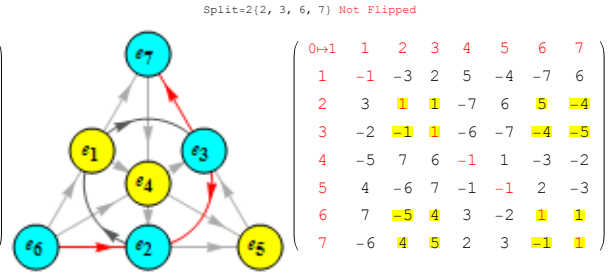 Split=2{2, 3, 6, 7} Not Flipped
e7
e1
e3
e4
e6
e2
e5
0↦1 1 2 3 4 5 6 7
1 -1 -3 2 5 -4 -7 6
2 3 1 1 -7 6 5 -4
3 -2 -1 1 -6 -7 -4 -5
4 -5 7 6 -1 1 -3 -2
5 4 -6 7 -1 -1 2 -3
6 7 -5 4 3 -2 1 1
7 -6 4 5 2 3 -1 1